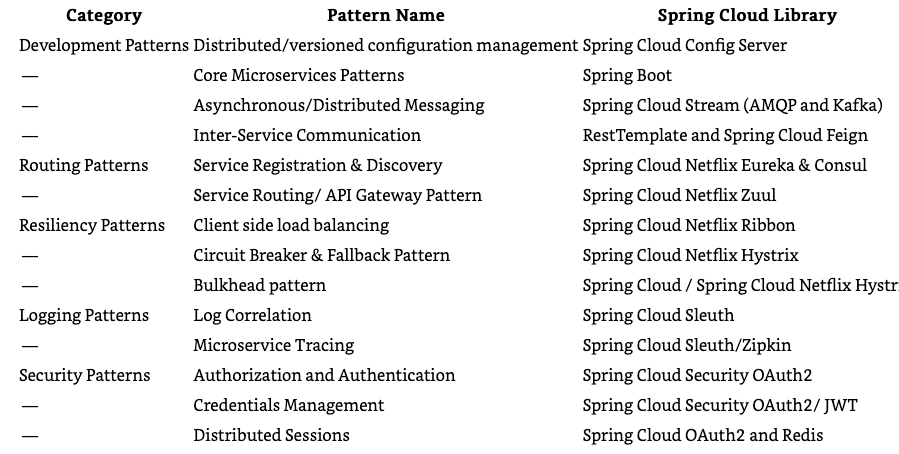 Category Pattern Name Spring Cloud Library
Development Patterns Distributed/versioned configuration management Spring Cloud Config Server
— Core Microservices Patterns Spring Boot
— Asynchronous/Distributed Messaging Spring Cloud Stream (AMQP and Kafka)
— Inter-Service Communication RestTemplate and Spring Cloud Feign
Routing Patterns Service Registration & Discovery Spring Cloud Netflix Eureka & Consul
— Service Routing/ API Gateway Pattern Spring Cloud Netflix Zuul
Resiliency Patterns Client side load balancing Spring Cloud Netflix Ribbon
— Circuit Breaker & Fallback Pattern Spring Cloud Netflix Hystrix
— Bulkhead pattern Spring Cloud / Spring Cloud Netflix Hystr
Logging Patterns Log Correlation Spring Cloud Sleuth
— Microservice Tracing Spring Cloud Sleuth/Zipkin
Security Patterns Authorization and Authentication Spring Cloud Security OAuth2
— Credentials Management Spring Cloud Security OAuth2/ JWT
— Distributed Sessions Spring Cloud OAuth2 and Redis